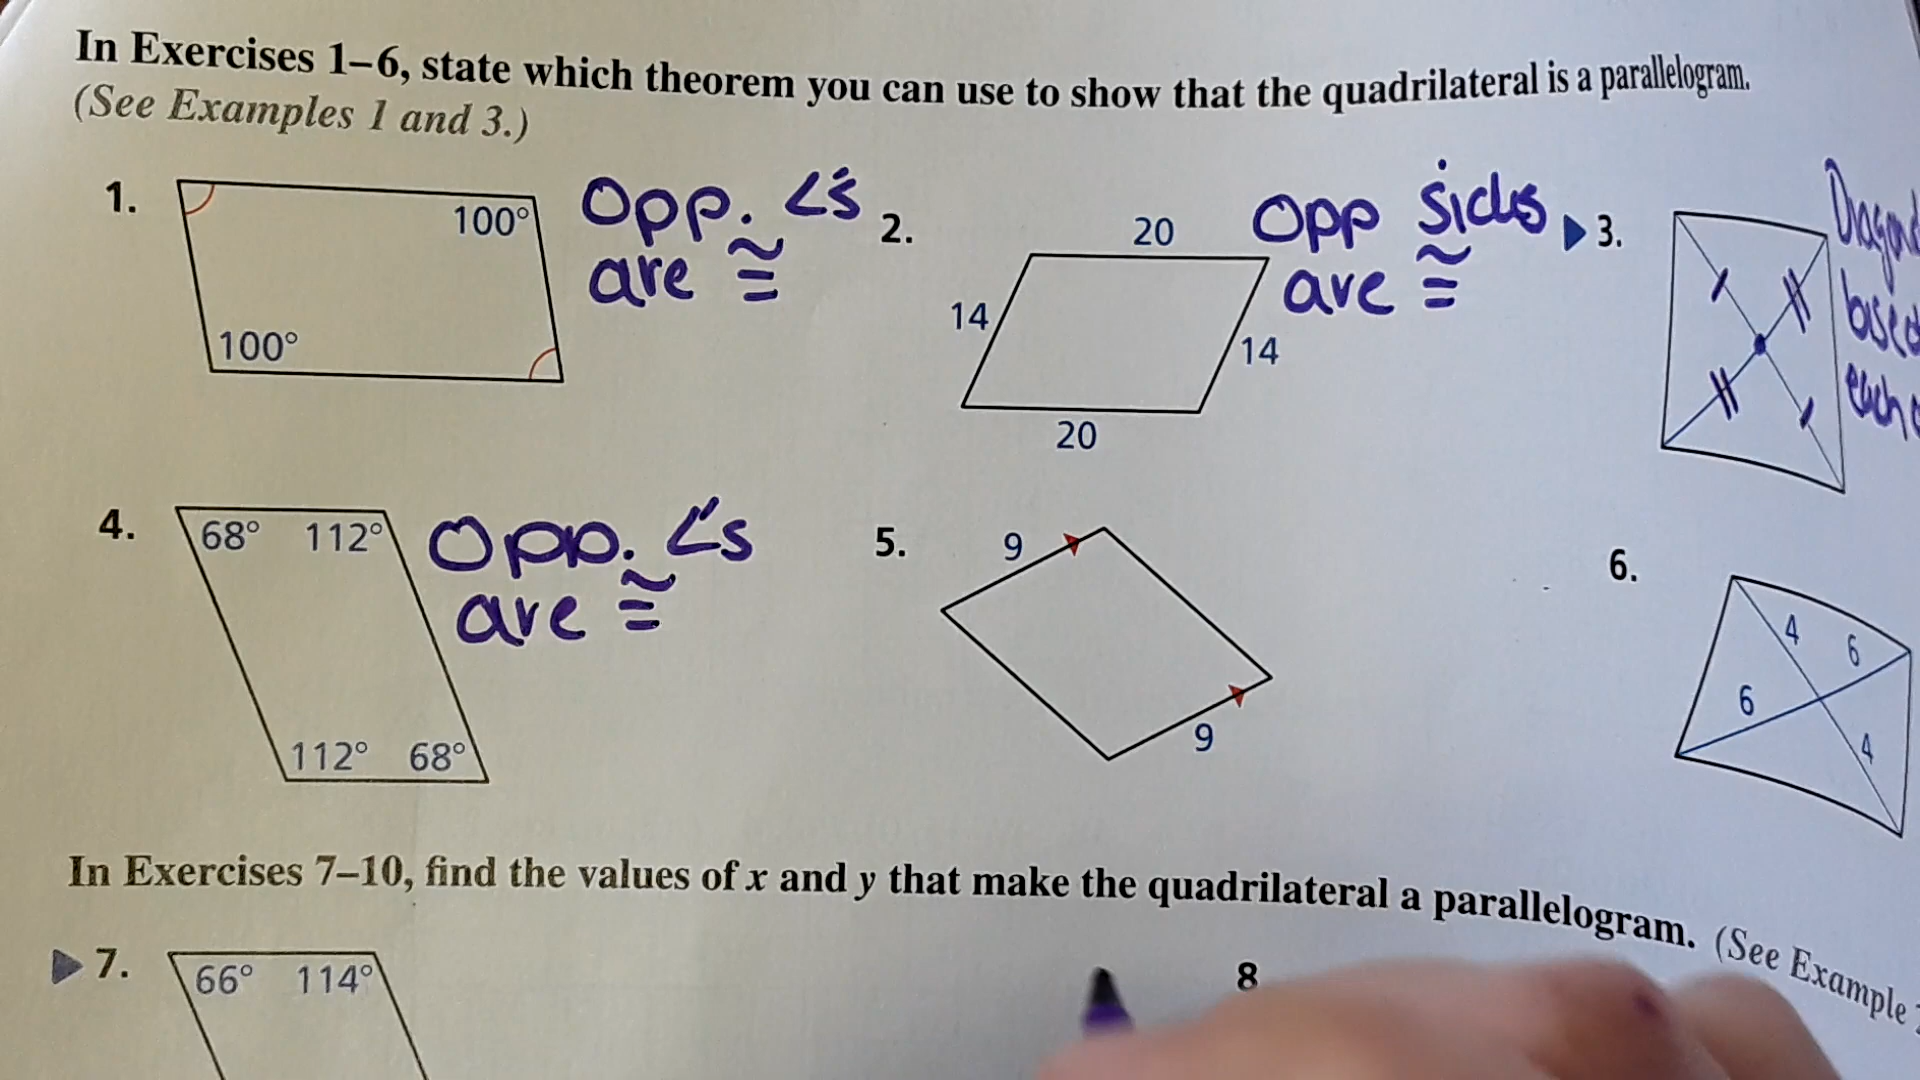 In Exercises 1–6, state which theorem you can use to show that the quadrilateral is a parallelogram.
(See Examples 1 and 3.)
1.
100°
100°
Opp. ∠'s
are ≅
2.
20
14
14
20
Opp sides
are ≅
3.
each
4.
68° 112°
112° 68°
Opp. ∠'s
are ≅
5.
9
9
6.
4 6
6
4
In Exercises 7–10, find the values of x and y that make the quadrilateral a parallelogram. (See Example
7.
66° 114°
8